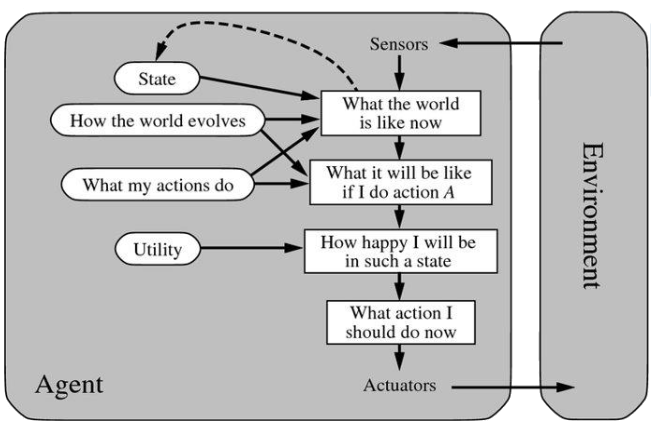 Sensors
State
What the world
is like now
How the world evolves
What it will be like
if I do action A
What my actions do
How happy I will be
in such a state
Utility
What action I
should do now
Agent
Actuators
Environment